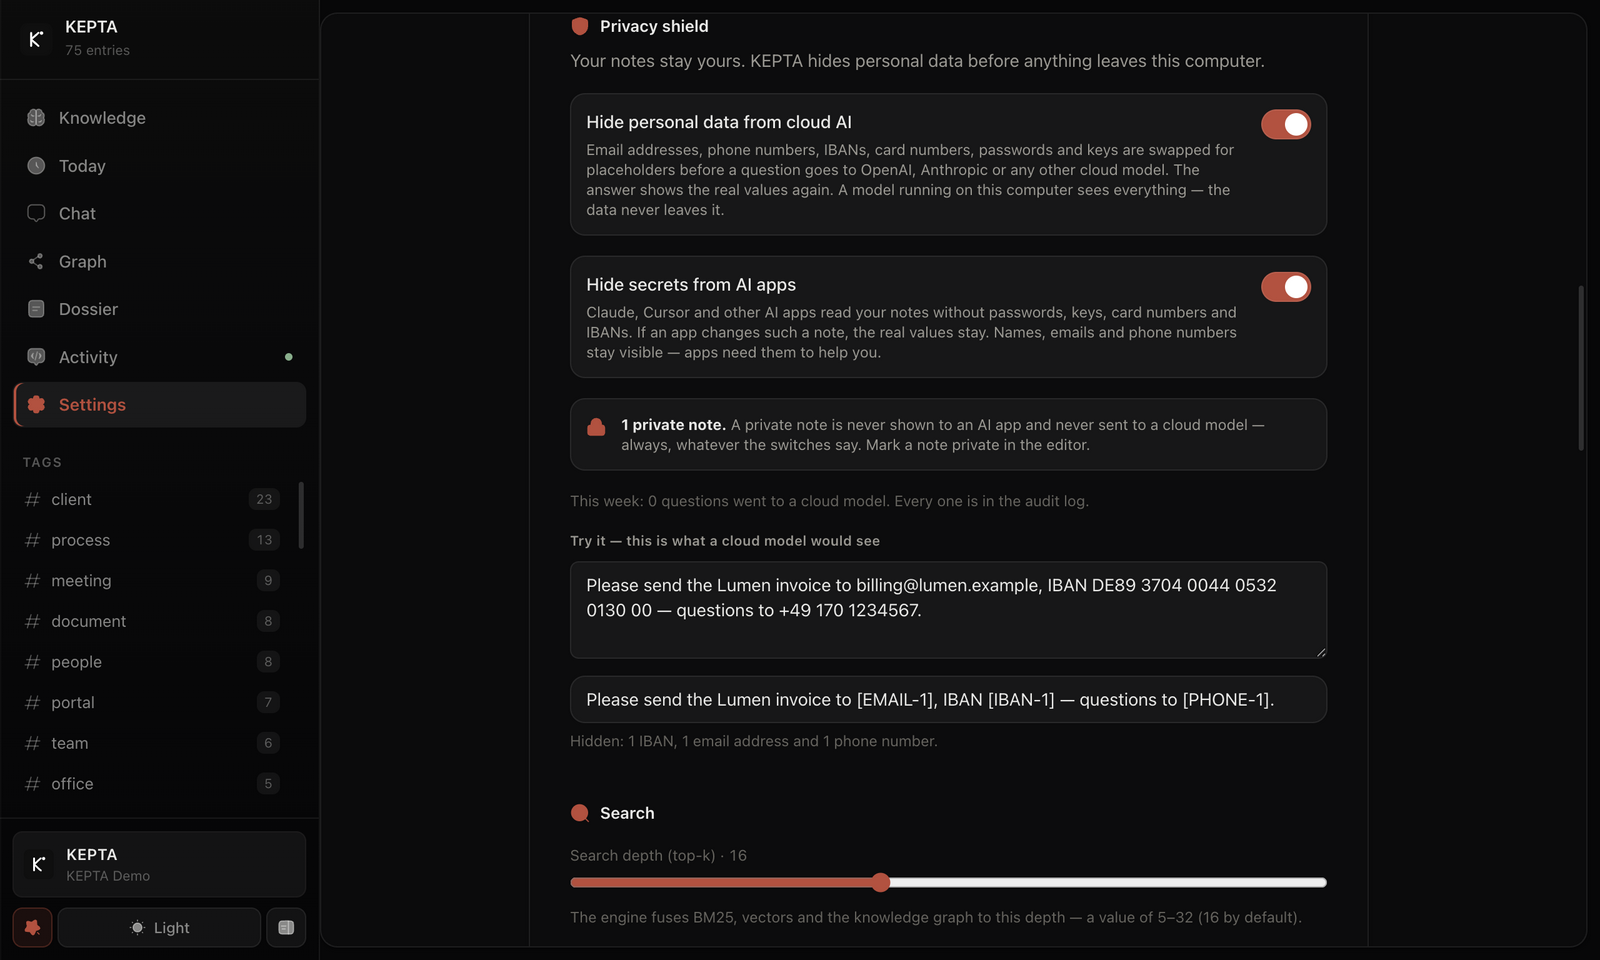 KEPTA
75 entries
Knowledge
Today
Chat
Graph
Dossier
Activity
Settings
TAGS
# client 23
# process 13
# meeting 9
# document 8
# people 8
# portal 7
# team 6
# office 5
KEPTA
KEPTA Demo
Light
Privacy shield
Your notes stay yours. KEPTA hides personal data before anything leaves this computer.
Hide personal data from cloud AI
Email addresses, phone numbers, IBANs, card numbers, passwords and keys are swapped for
placeholders before a question goes to OpenAI, Anthropic or any other cloud model. The
answer shows the real values again. A model running on this computer sees everything — the
data never leaves it.
Hide secrets from AI apps
Claude, Cursor and other AI apps read your notes without passwords, keys, card numbers and
IBANs. If an app changes such a note, the real values stay. Names, emails and phone numbers
stay visible — apps need them to help you.
1 private note. A private note is never shown to an AI app and never sent to a cloud model —
always, whatever the switches say. Mark a note private in the editor.
This week: 0 questions went to a cloud model. Every one is in the audit log.
Try it — this is what a cloud model would see
Please send the Lumen invoice to billing@lumen.example, IBAN DE89 3704 0044 0532
0130 00 — questions to +49 170 1234567.
Please send the Lumen invoice to [EMAIL-1], IBAN [IBAN-1] — questions to [PHONE-1].
Hidden: 1 IBAN, 1 email address and 1 phone number.
Search
Search depth (top-k) · 16
The engine fuses BM25, vectors and the knowledge graph to this depth — a value of 5–32 (16 by default).